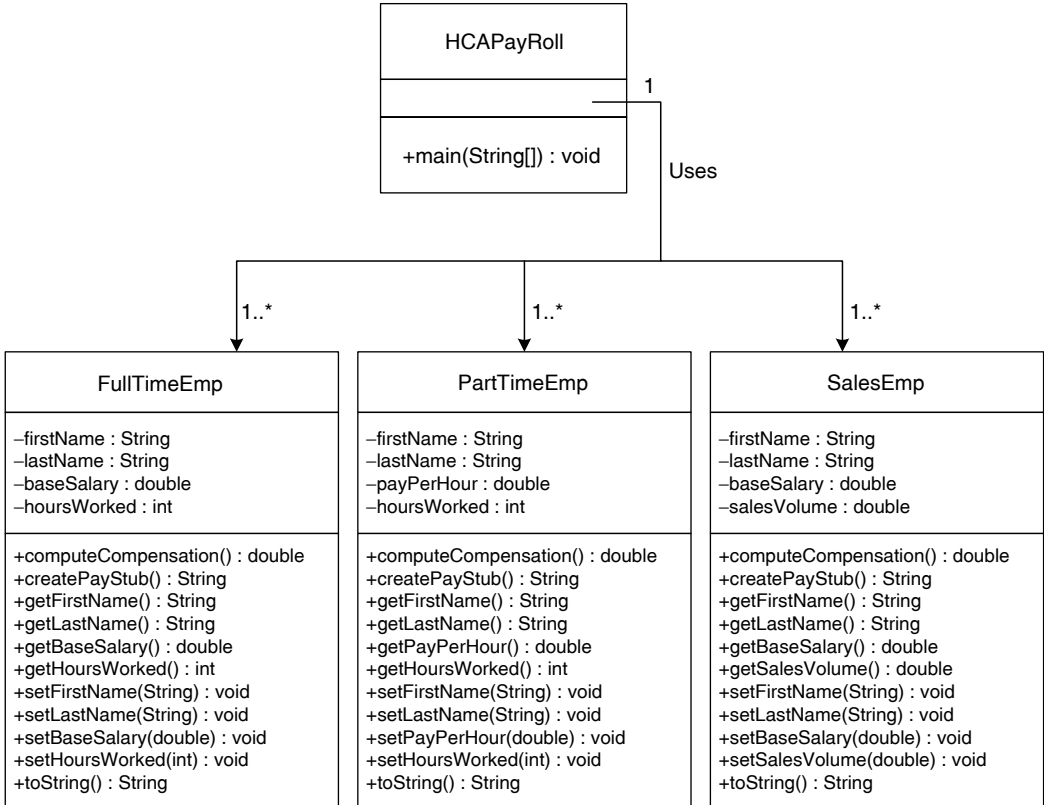 HCAPayRoll
1
+main(String[]) : void
Uses
1..*
1..*
1..*
FullTimeEmp
–firstName : String
–lastName : String
–baseSalary : double
–hoursWorked : int
+computeCompensation() : double
+createPayStub() : String
+getFirstName() : String
+getLastName() : String
+getBaseSalary() : double
+getHoursWorked() : int
+setFirstName(String) : void
+setLastName(String) : void
+setBaseSalary(double) : void
+setHoursWorked(int) : void
+toString() : String
PartTimeEmp
–firstName : String
–lastName : String
–payPerHour : double
–hoursWorked : int
+computeCompensation() : double
+createPayStub() : String
+getFirstName() : String
+getLastName() : String
+getPayPerHour() : double
+getHoursWorked() : int
+setFirstName(String) : void
+setLastName(String) : void
+setPayPerHour(double) : void
+setHoursWorked(int) : void
+toString() : String
SalesEmp
–firstName : String
–lastName : String
–baseSalary : double
–salesVolume : double
+computeCompensation() : double
+createPayStub() : String
+getFirstName() : String
+getLastName() : String
+getBaseSalary() : double
+getSalesVolume() : double
+setFirstName(String) : void
+setLastName(String) : void
+setBaseSalary(double) : void
+setSalesVolume(double) : void
+toString() : String